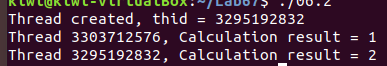 Thread created, thid = 3295192832
Thread 3303712576, Calculation result = 1
Thread 3295192832, Calculation result = 2